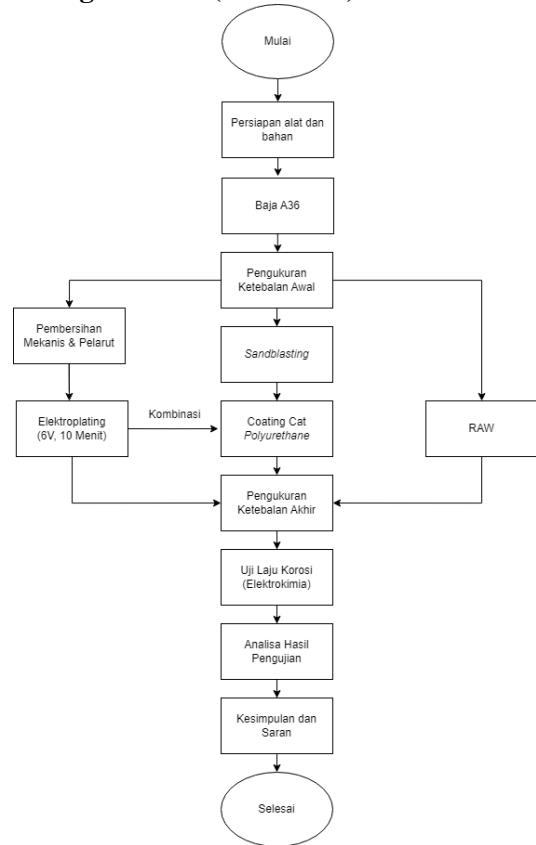 Mulai
Persiapan alat dan
bahan
Baja A36
Pengukuran
Ketebalan Awal
Pembersihan
Mekanis & Pelarut
Sandblasting
Elektroplating
(6V, 10 Menit)
Kombinasi
Coating Cat
Polyurethane
RAW
Pengukuran
Ketebalan Akhir
Uji Laju Korosi
(Elektrokimia)
Analisa Hasil
Pengujian
Kesimpulan dan
Saran
Selesai